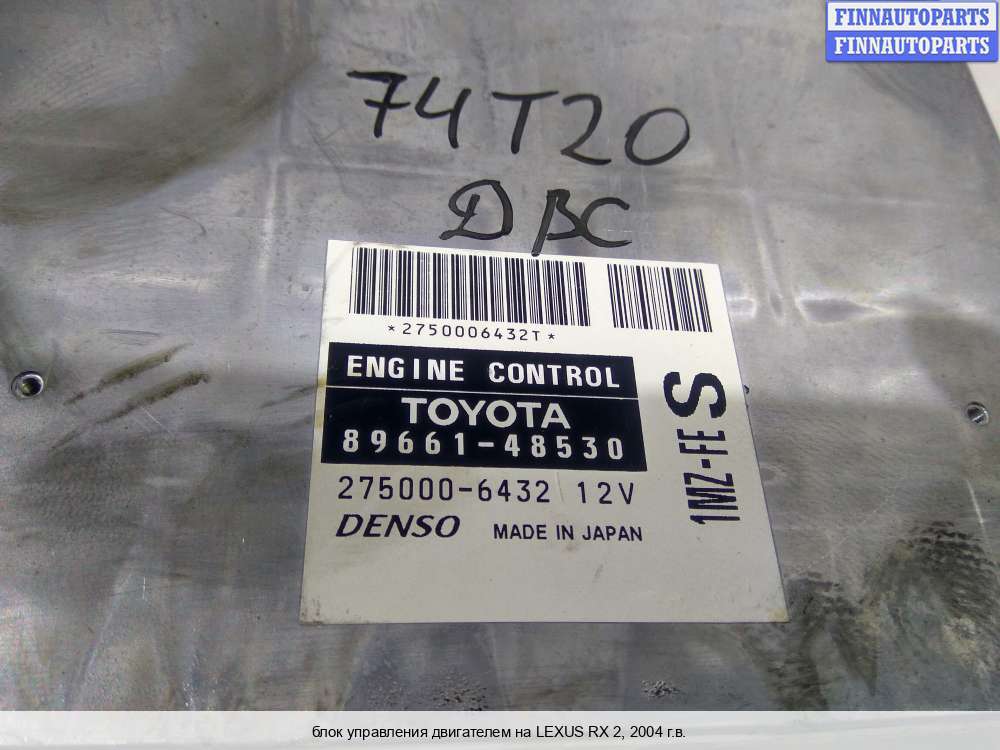 FINNAUTOPARTS
FINNAUTOPARTS
74T20
ДВС
*2750006432T*
ENGINE CONTROL
TOYOTA
89661-48530
275000-6432 12V
DENSO MADE IN JAPAN
1MZ-FE S
блок управления двигателем на LEXUS RX 2, 2004 г.в.